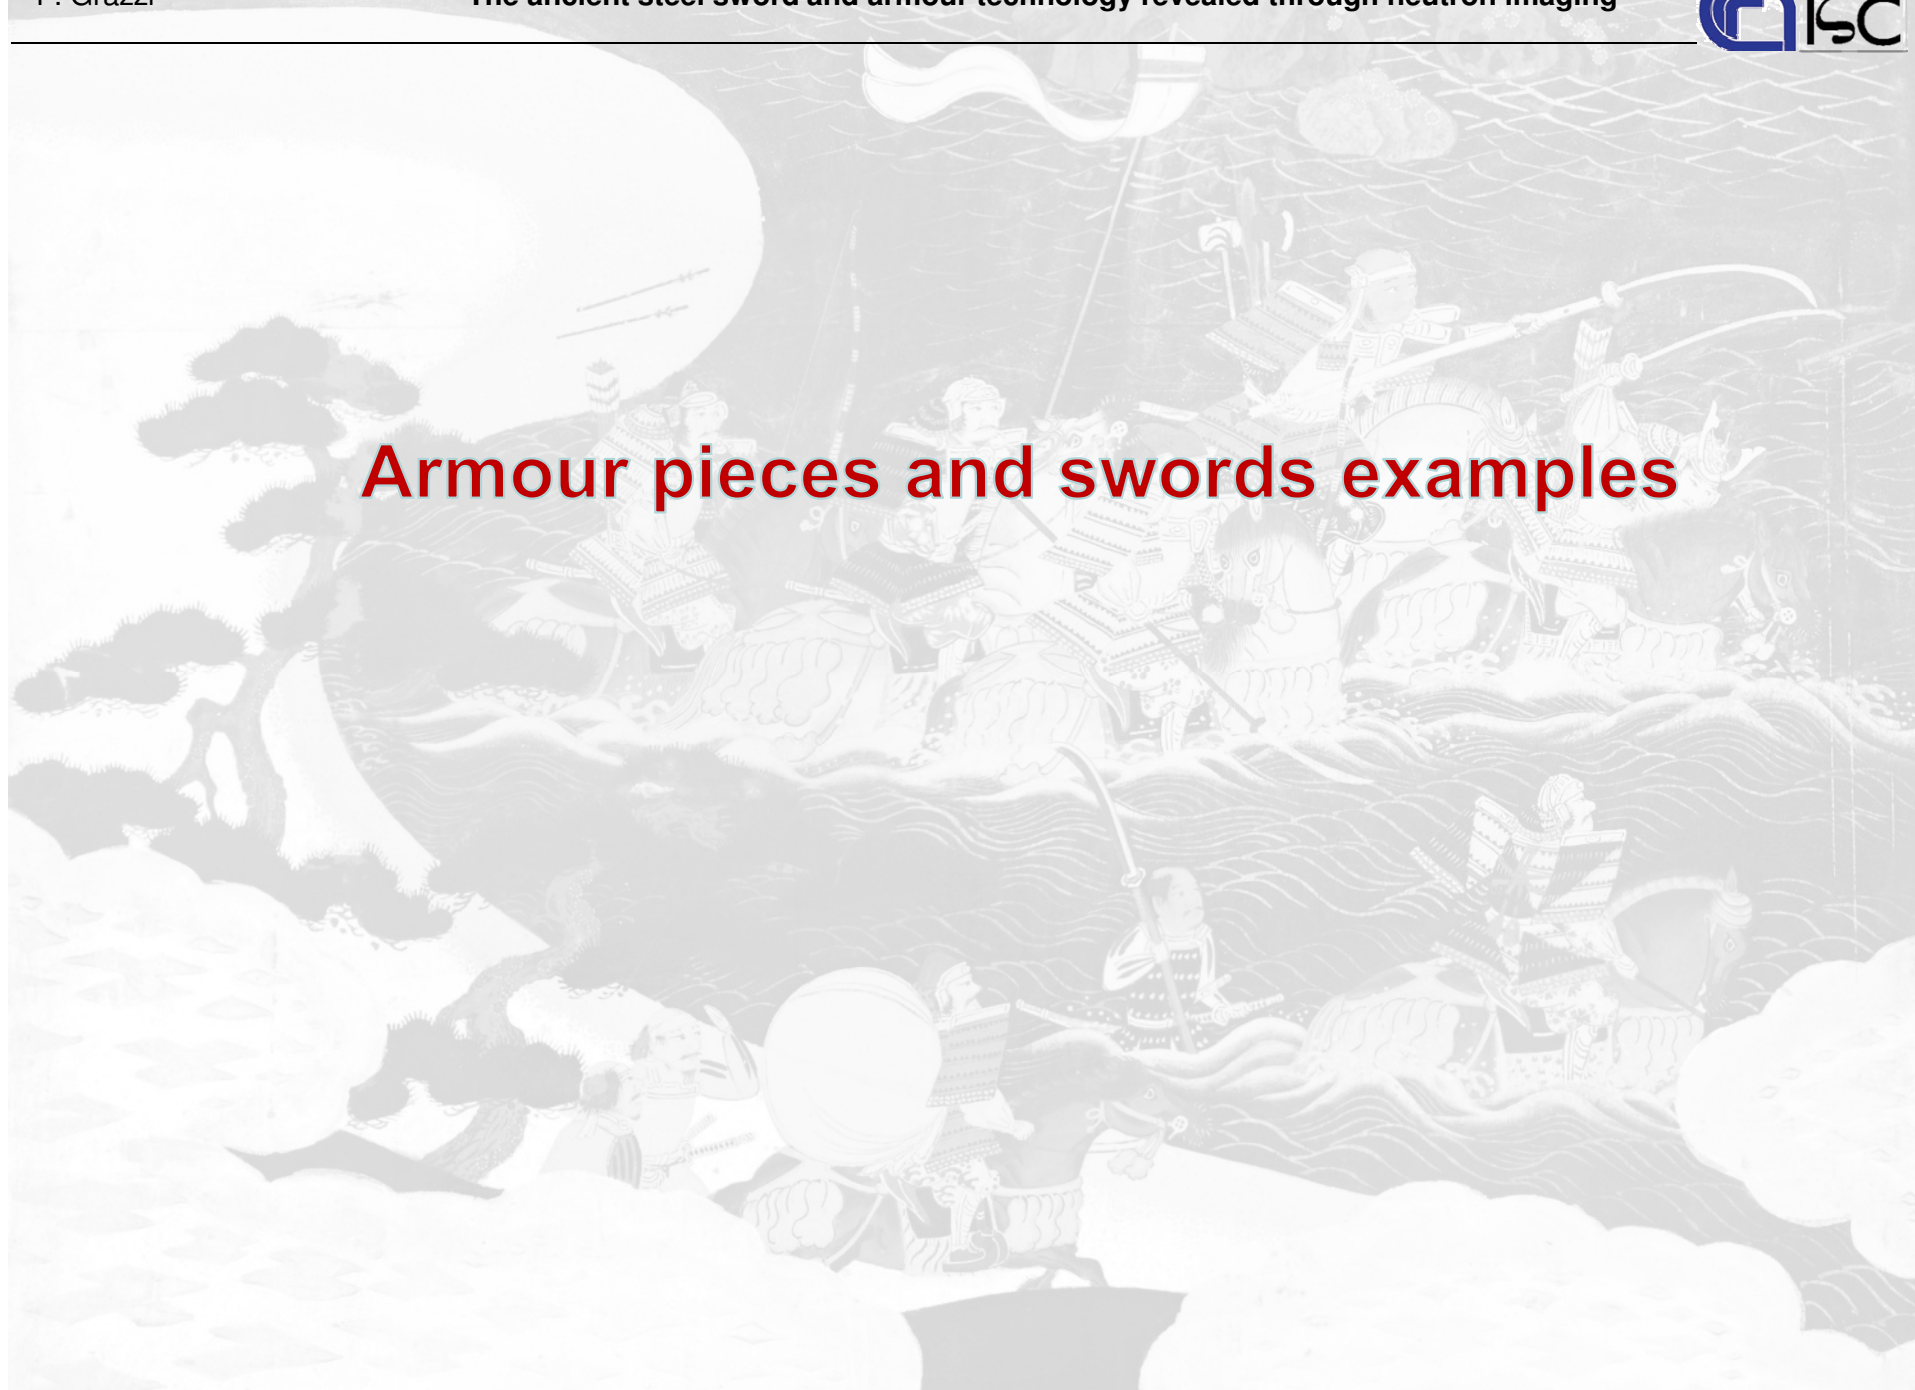 F. Grazzi
The ancient steel sword and armour technology revealed through neutron imaging
ISC
Armour pieces and swords examples